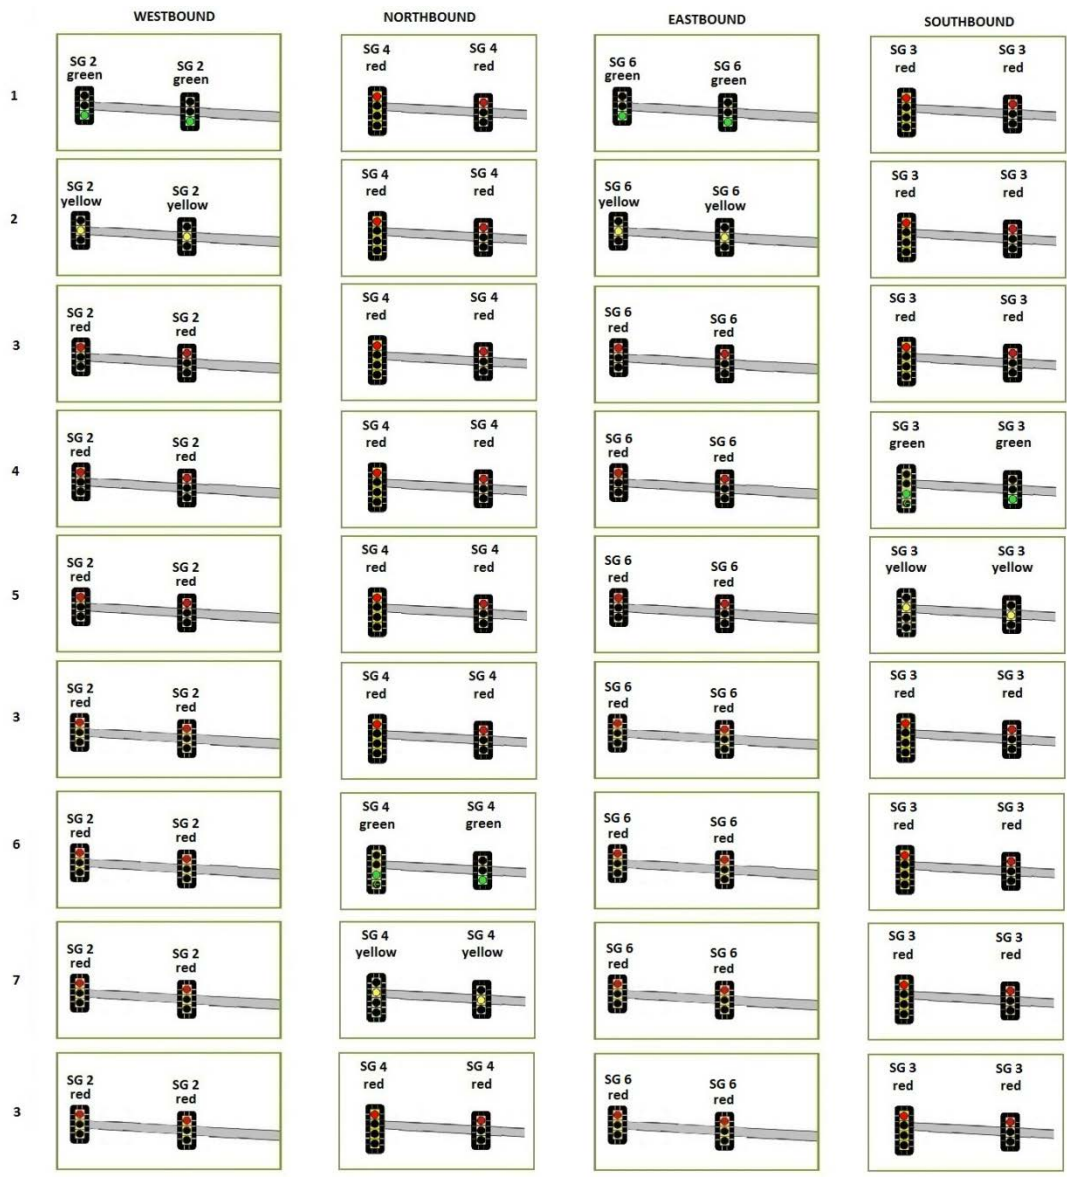 WESTBOUND NORTHBOUND EASTBOUND SOUTHBOUND
SG 2 SG 2 SG 4 SG 4 SG 6 SG 6 SG 3 SG 3
green green red red green green red red
1
SG 2 SG 2 SG 4 SG 4 SG 6 SG 6 SG 3 SG 3
yellow yellow red red yellow yellow red red
2
SG 2 SG 2 SG 4 SG 4 SG 6 SG 6 SG 3 SG 3
red red red red red red red red
3
SG 2 SG 2 SG 4 SG 4 SG 6 SG 6 SG 3 SG 3
red red red red red red green green
4
SG 2 SG 2 SG 4 SG 4 SG 6 SG 6 SG 3 SG 3
red red red red red red yellow yellow
5
SG 2 SG 2 SG 4 SG 4 SG 6 SG 6 SG 3 SG 3
red red red red red red red red
3
SG 2 SG 2 SG 4 SG 4 SG 6 SG 6 SG 3 SG 3
red red green green red red red red
6
SG 2 SG 2 SG 4 SG 4 SG 6 SG 6 SG 3 SG 3
red red yellow yellow red red red red
7
SG 2 SG 2 SG 4 SG 4 SG 6 SG 6 SG 3 SG 3
red red red red red red red red
3